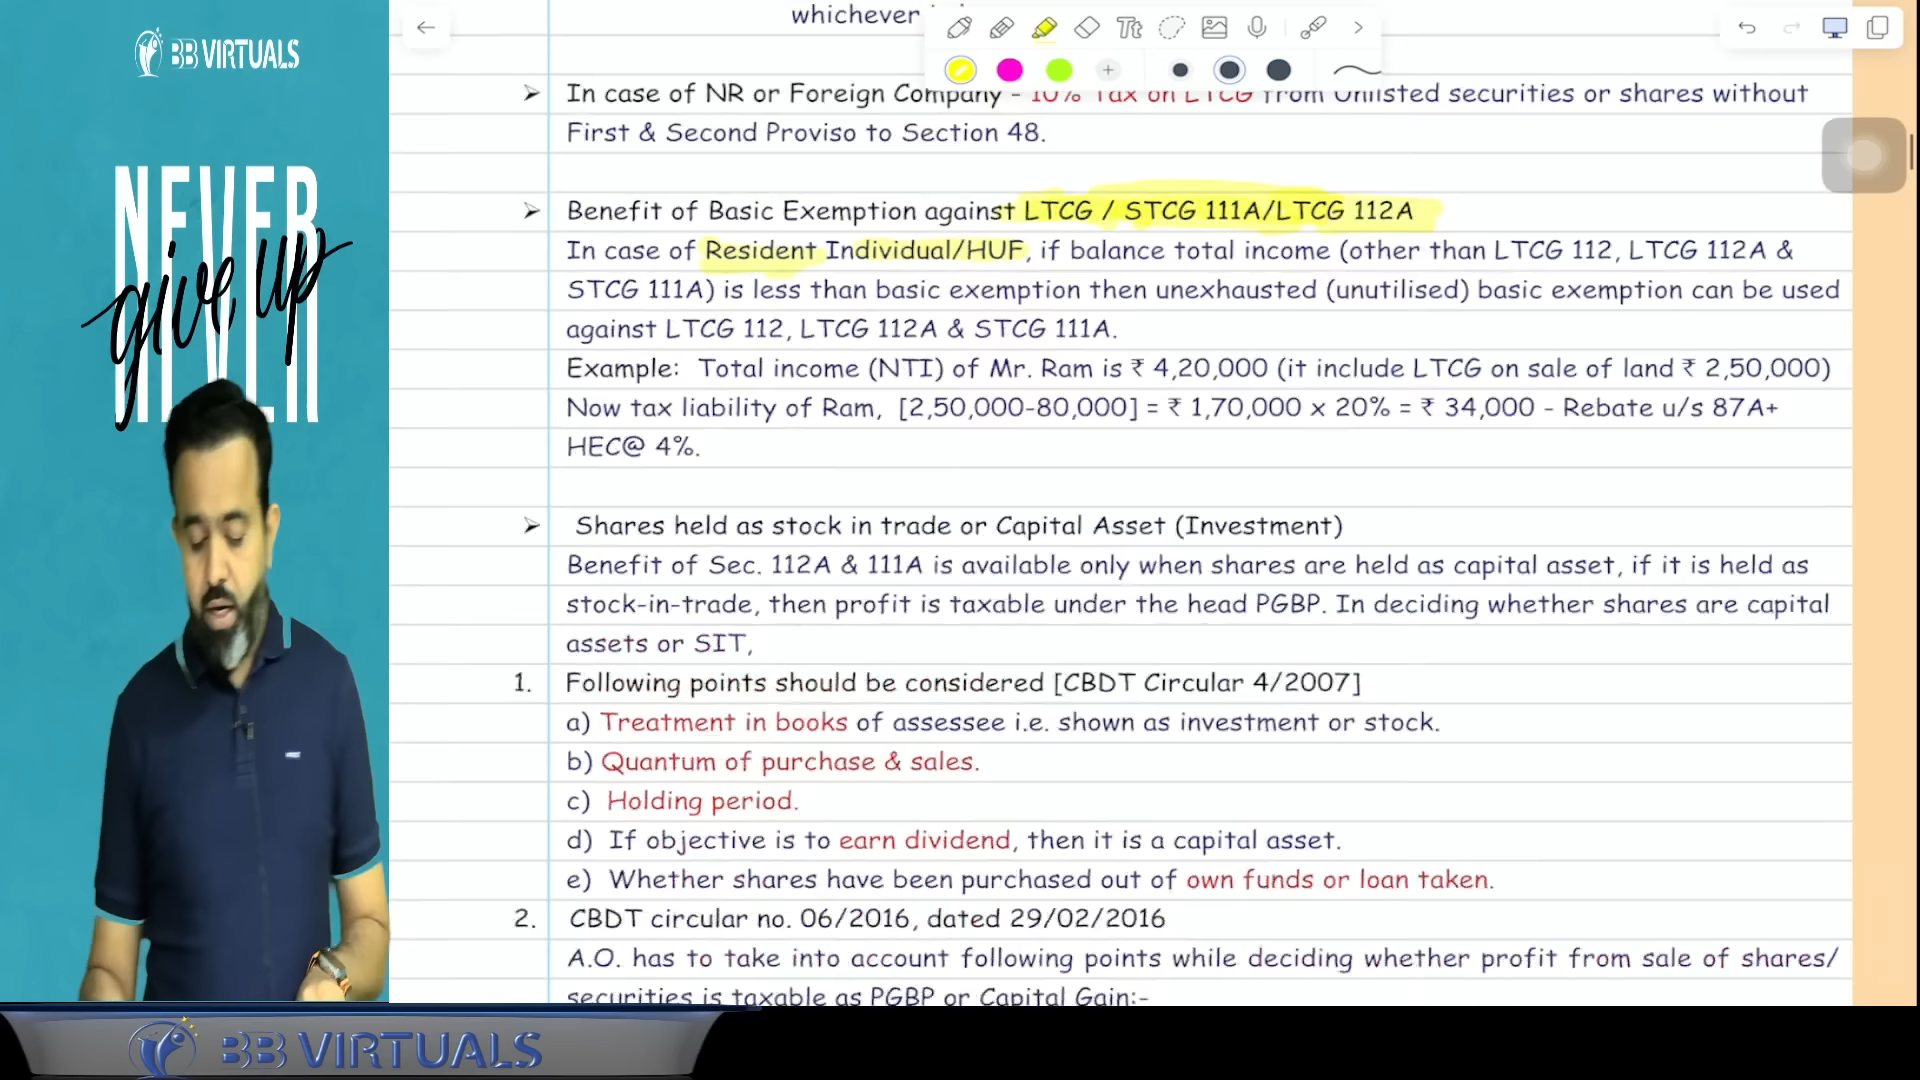 whichever
BB VIRTUALS
NEVER
give up
NEVER
➢ In case of NR or Foreign Company - 10% Tax on LTCG from Unlisted securities or shares without
First & Second Proviso to Section 48.
➢ Benefit of Basic Exemption against LTCG / STCG 111A/LTCG 112A
In case of Resident Individual/HUF, if balance total income (other than LTCG 112, LTCG 112A &
STCG 111A) is less than basic exemption then unexhausted (unutilised) basic exemption can be used
against LTCG 112, LTCG 112A & STCG 111A.
Example: Total income (NTI) of Mr. Ram is ₹ 4,20,000 (it include LTCG on sale of land ₹ 2,50,000)
Now tax liability of Ram, [2,50,000-80,000] = ₹ 1,70,000 x 20% = ₹ 34,000 - Rebate u/s 87A+
HEC@ 4%.
➢ Shares held as stock in trade or Capital Asset (Investment)
Benefit of Sec. 112A & 111A is available only when shares are held as capital asset, if it is held as
stock-in-trade, then profit is taxable under the head PGBP. In deciding whether shares are capital
assets or SIT,
1. Following points should be considered [CBDT Circular 4/2007]
a) Treatment in books of assessee i.e. shown as investment or stock.
b) Quantum of purchase & sales.
c) Holding period.
d) If objective is to earn dividend, then it is a capital asset.
e) Whether shares have been purchased out of own funds or loan taken.
2. CBDT circular no. 06/2016, dated 29/02/2016
A.O. has to take into account following points while deciding whether profit from sale of shares/
securities is taxable as PGBP or Capital Gain:-
BB VIRTUALS